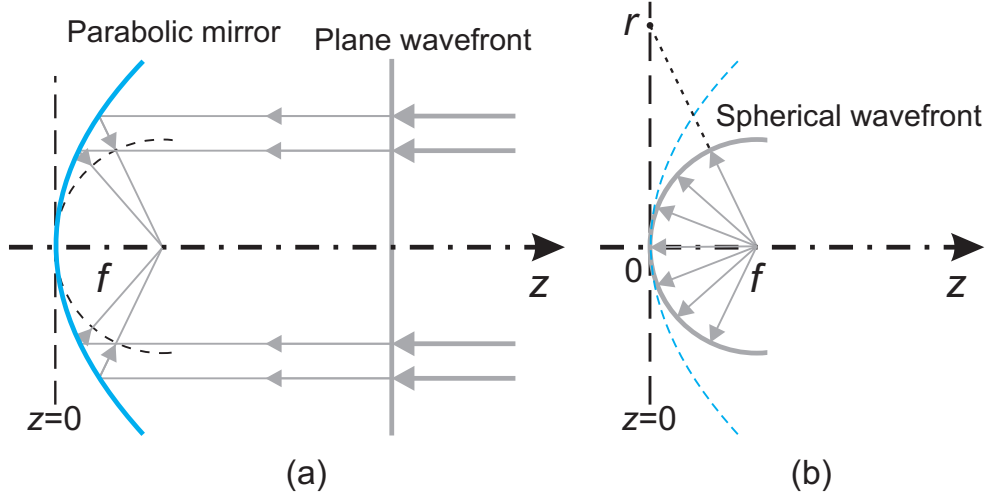 Parabolic mirror
Plane wavefront
f
z
z=0
(a)
r
Spherical wavefront
0
f
z
z=0
(b)